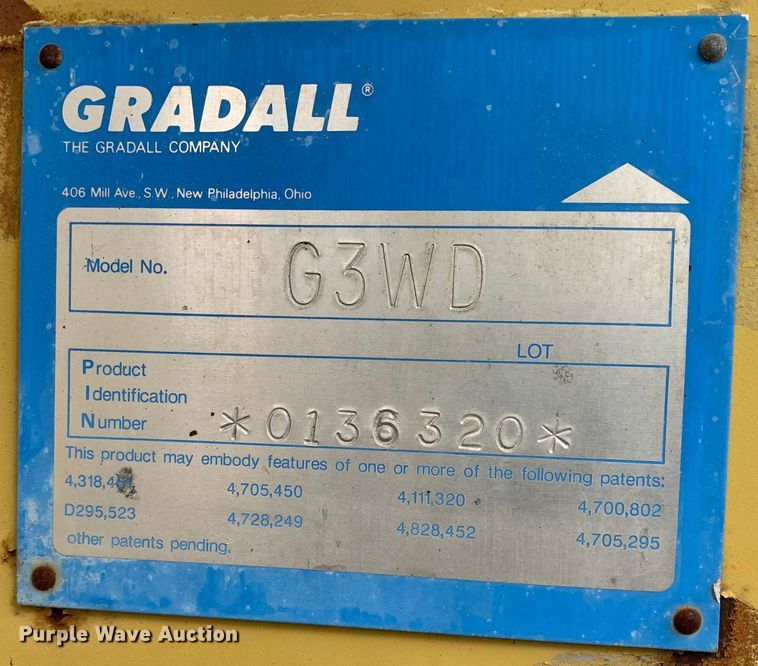 GRADALL®
THE GRADALL COMPANY
406 Mill Ave., S.W., New Philadelphia, Ohio
Model No. G3WD
LOT
Product
Identification
Number *0136320*
This product may embody features of one or more of the following patents:
4,318,451 4,705,450 4,111,320 4,700,802
D295,523 4,728,249 4,828,452 4,705,295
other patents pending.
Purple Wave Auction